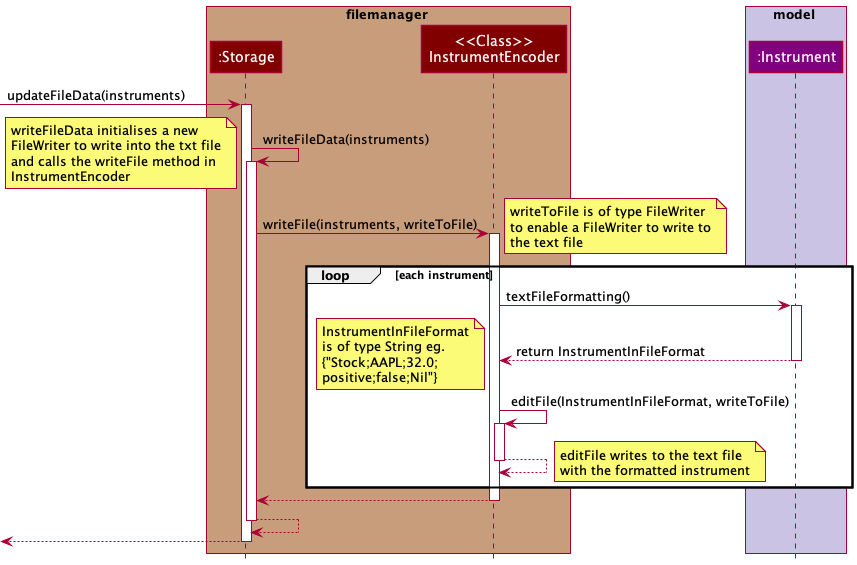 filemanager
model
:Storage
<<Class>>
InstrumentEncoder
:Instrument
updateFileData(instruments)
writeFileData initialises a new
FileWriter to write into the txt file
and calls the writeFile method in
InstrumentEncoder
writeFileData(instruments)
writeFile(instruments, writeToFile)
writeToFile is of type FileWriter
to enable a FileWriter to write to
the text file
loop
[each instrument]
textFileFormatting()
InstrumentInFileFormat
is of type String eg.
{"Stock;AAPL;32.0;
positive;false;Nil"}
return InstrumentInFileFormat
editFile(InstrumentInFileFormat, writeToFile)
editFile writes to the text file
with the formatted instrument